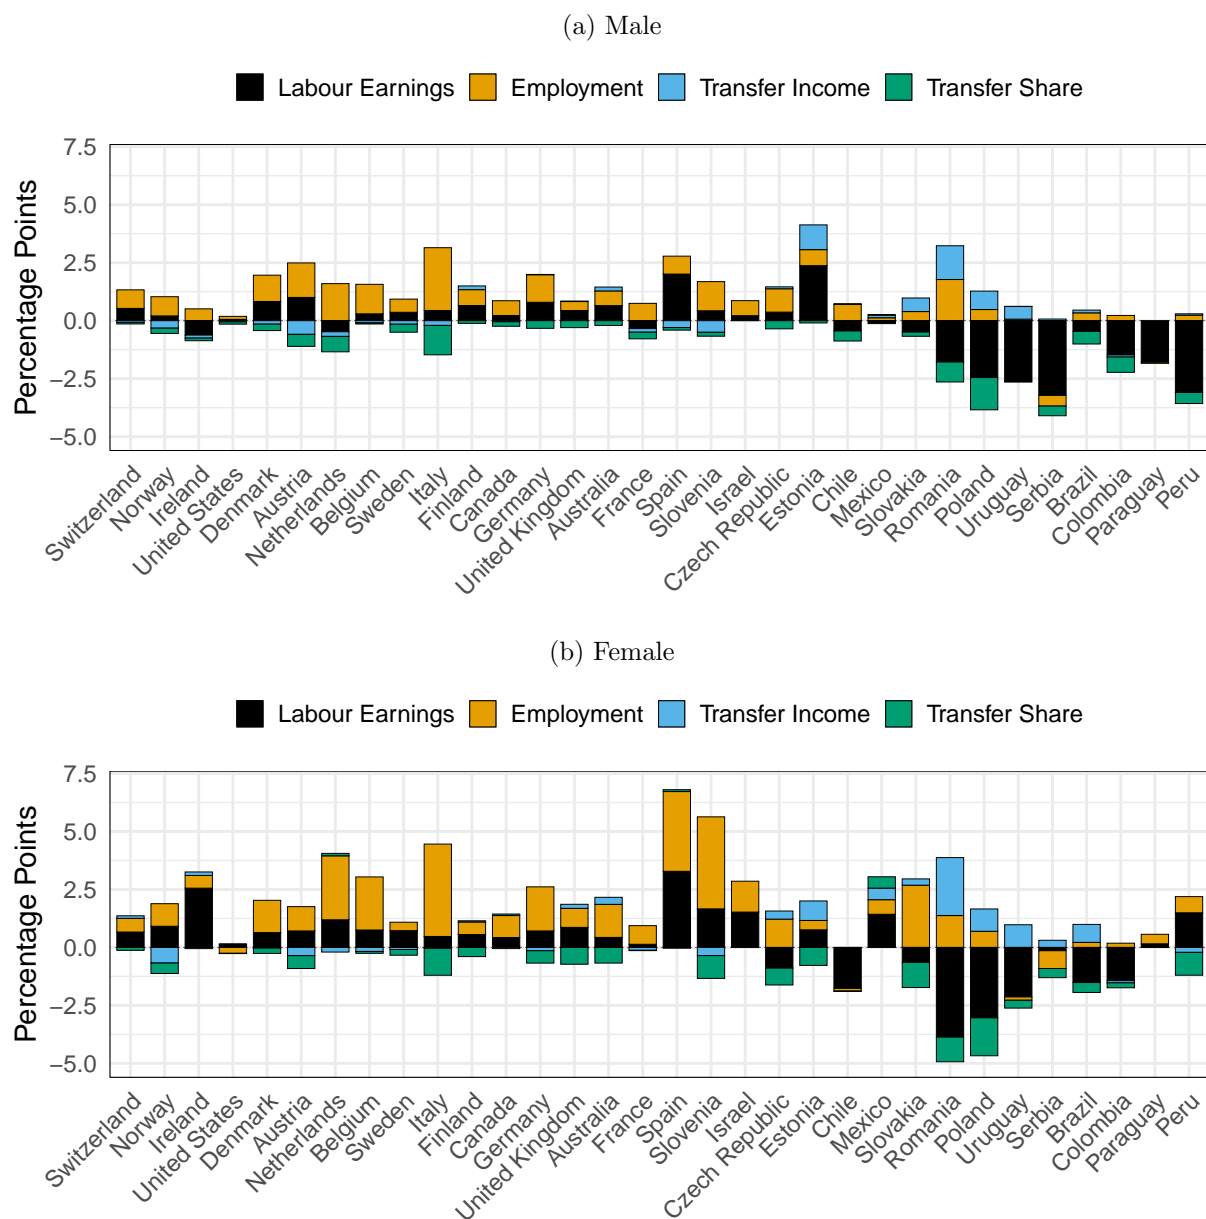 (a) Male
Labour Earnings Employment Transfer Income Transfer Share
Percentage Points
7.5
5.0
2.5
0.0
−2.5
−5.0
Switzerland
Norway
Ireland
United States
Denmark
Austria
Netherlands
Belgium
Sweden
Italy
Finland
Canada
Germany
United Kingdom
Australia
France
Spain
Slovenia
Israel
Czech Republic
Estonia
Chile
Mexico
Slovakia
Romania
Poland
Uruguay
Serbia
Brazil
Colombia
Paraguay
Peru
(b) Female
Labour Earnings Employment Transfer Income Transfer Share
Percentage Points
7.5
5.0
2.5
0.0
−2.5
−5.0
Switzerland
Norway
Ireland
United States
Denmark
Austria
Netherlands
Belgium
Sweden
Italy
Finland
Canada
Germany
United Kingdom
Australia
France
Spain
Slovenia
Israel
Czech Republic
Estonia
Chile
Mexico
Slovakia
Romania
Poland
Uruguay
Serbia
Brazil
Colombia
Paraguay
Peru